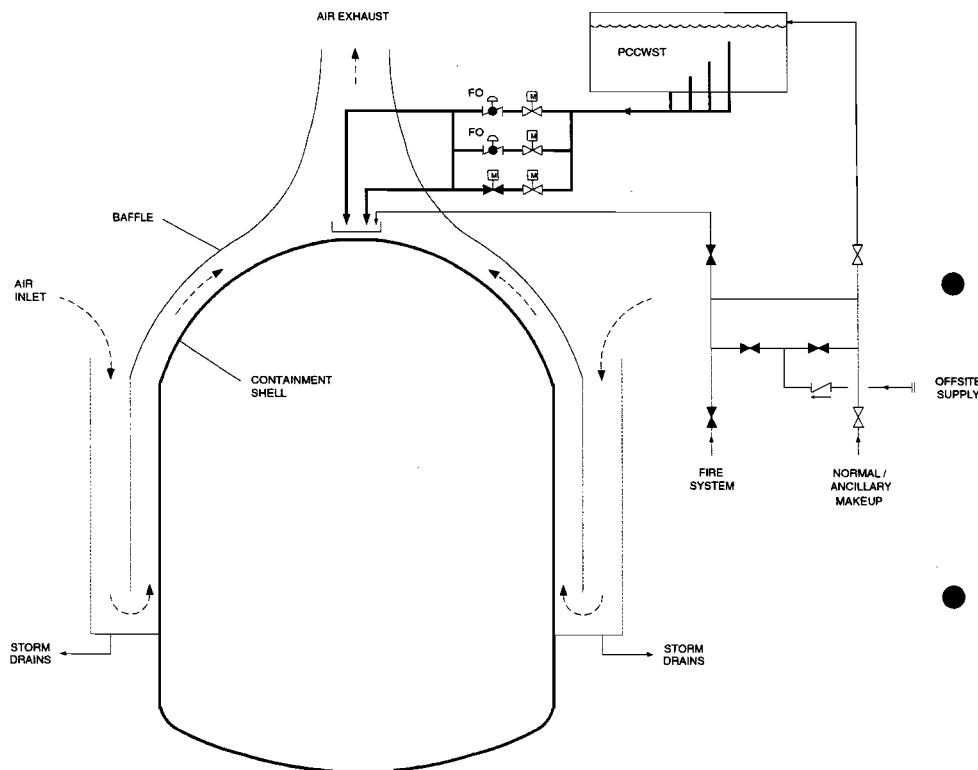 AIR EXHAUST
PCCWST
FO
M
FO
M
M
M
BAFFLE
AIR
INLET
CONTAINMENT
SHELL
OFFSITE
SUPPLY
FIRE
SYSTEM
NORMAL /
ANCILLARY
MAKEUP
STORM
DRAINS
STORM
DRAINS